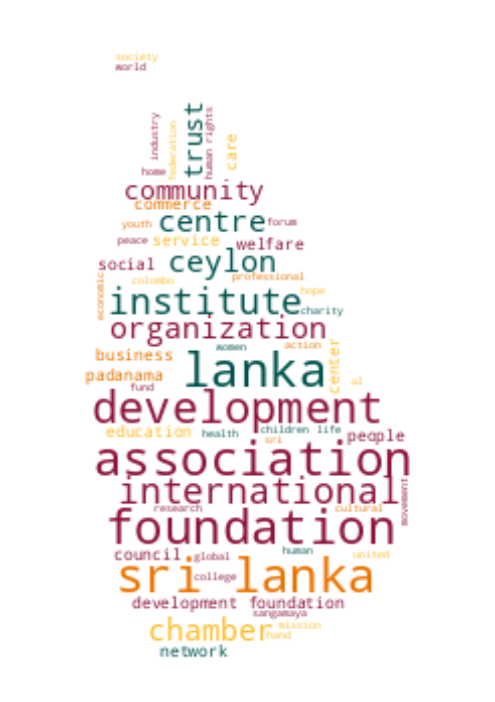 society
world
industry
federation
trust
human rights
care
home
community
commerce
youth
centre
forum
peace
service
welfare
social
ceylon
economic
colombo
professional
hope
institute
charity
organization
women
action
business
center
lanka
padanama
al
fund
development
education
health
children
life
sri
people
association
international
movement
research
cultural
foundation
council
global
human
united
sri lanka
college
development foundation
sangamaya
chamber
mission
hand
network